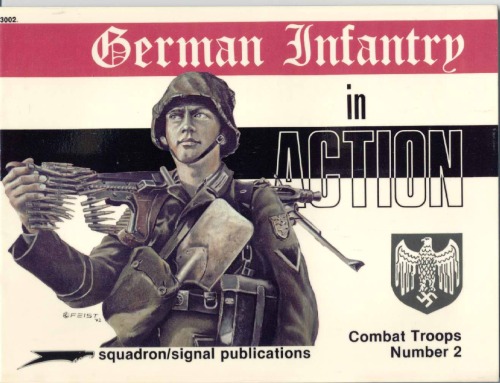 3002.
German Infantry
in
ACTION
©FEIST
squadron/signal publications
Combat Troops
Number 2